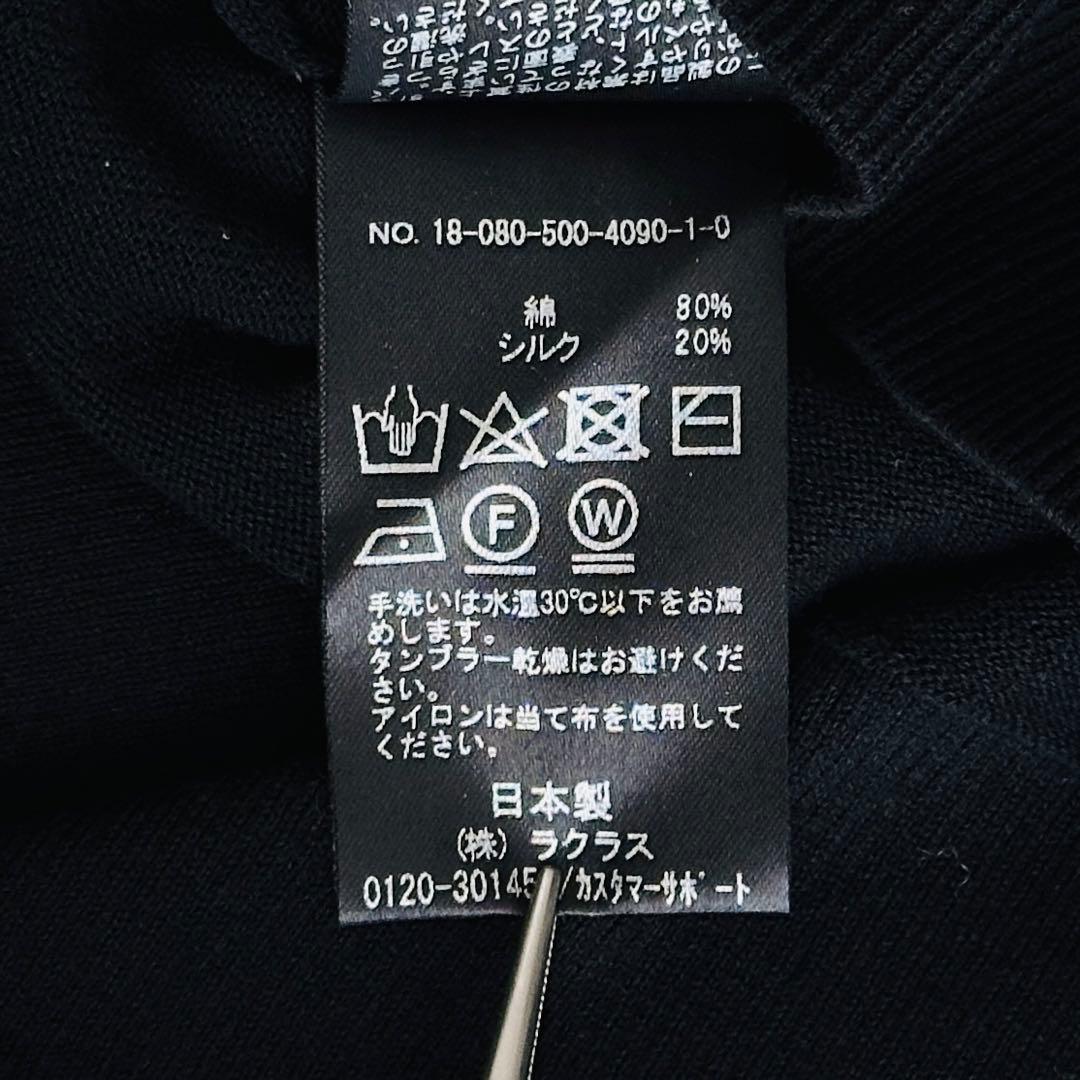 NO. 18-080-500-4090-1-0
綿 80%
シルク 20%
F
W
手洗いは水温30℃以下をお薦
めします。
タンブラー乾燥はお避けくだ
さい。
アイロンは当て布を使用して
ください。
日本製
(株) ラクラス
0120-30145 /カスタマーサポート